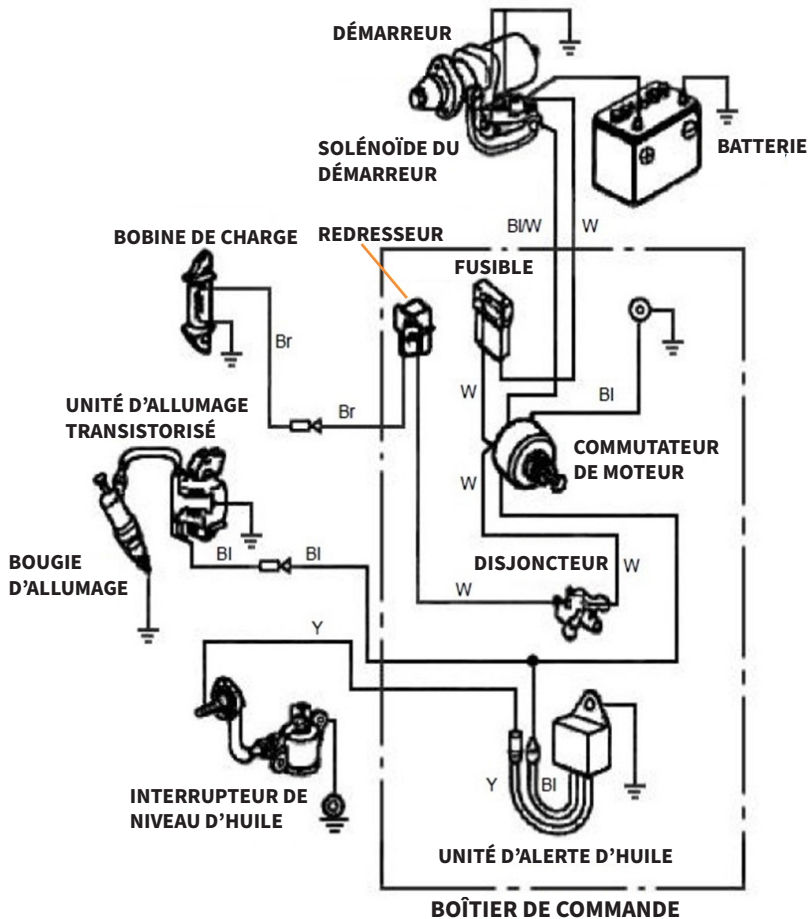 DÉMARREUR
SOLÉNOÏDE DU
DÉMARREUR
BATTERIE
BOBINE DE CHARGE
REDRESSEUR
Bl/W
W
FUSIBLE
Br
Br
W
Bl
UNITÉ D’ALLUMAGE
TRANSISTORISÉ
COMMUTATEUR
DE MOTEUR
W
Bl
Bl
DISJONCTEUR
W
BOUGIE
D’ALLUMAGE
W
Y
INTERRUPTEUR DE
NIVEAU D’HUILE
Y
Bl
UNITÉ D’ALERTE D’HUILE
BOÎTIER DE COMMANDE